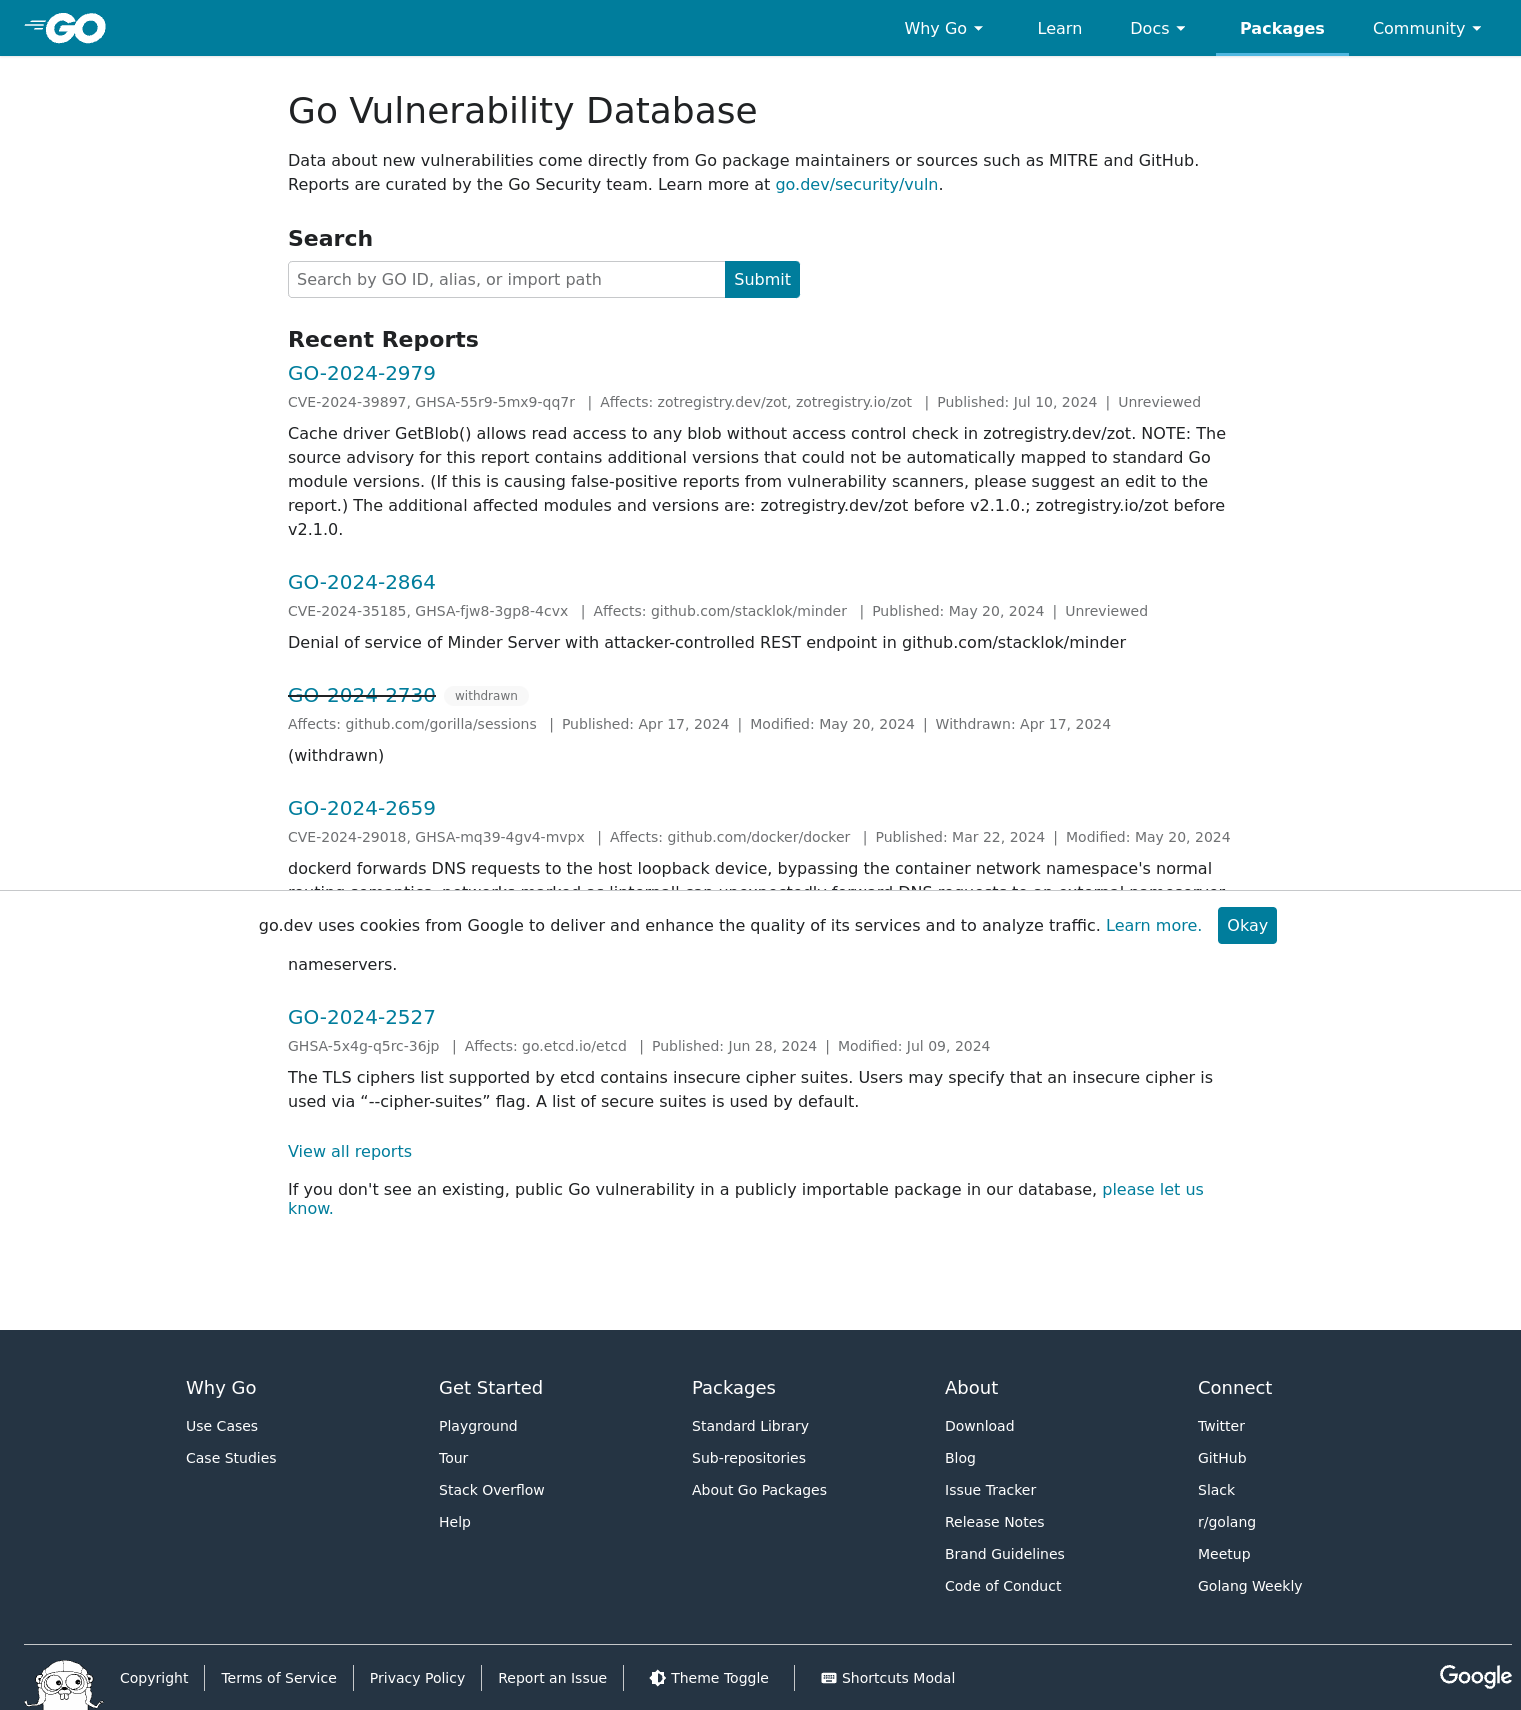 GO
Why Go
Learn
Docs
Packages
Community
Go Vulnerability Database
Data about new vulnerabilities come directly from Go package maintainers or sources such as MITRE and GitHub.
Reports are curated by the Go Security team. Learn more at go.dev/security/vuln.
Search
Search by GO ID, alias, or import path
Submit
Recent Reports
GO-2024-2979
CVE-2024-39897, GHSA-55r9-5mx9-qq7r | Affects: zotregistry.dev/zot, zotregistry.io/zot | Published: Jul 10, 2024 | Unreviewed
Cache driver GetBlob() allows read access to any blob without access control check in zotregistry.dev/zot. NOTE: The
source advisory for this report contains additional versions that could not be automatically mapped to standard Go
module versions. (If this is causing false-positive reports from vulnerability scanners, please suggest an edit to the
report.) The additional affected modules and versions are: zotregistry.dev/zot before v2.1.0.; zotregistry.io/zot before
v2.1.0.
GO-2024-2864
CVE-2024-35185, GHSA-fjw8-3gp8-4cvx | Affects: github.com/stacklok/minder | Published: May 20, 2024 | Unreviewed
Denial of service of Minder Server with attacker-controlled REST endpoint in github.com/stacklok/minder
GO-2024-2730 withdrawn
Affects: github.com/gorilla/sessions | Published: Apr 17, 2024 | Modified: May 20, 2024 | Withdrawn: Apr 17, 2024
(withdrawn)
GO-2024-2659
CVE-2024-29018, GHSA-mq39-4gv4-mvpx | Affects: github.com/docker/docker | Published: Mar 22, 2024 | Modified: May 20, 2024
dockerd forwards DNS requests to the host loopback device, bypassing the container network namespace's normal
go.dev uses cookies from Google to deliver and enhance the quality of its services and to analyze traffic. Learn more.
Okay
nameservers.
GO-2024-2527
GHSA-5x4g-q5rc-36jp | Affects: go.etcd.io/etcd | Published: Jun 28, 2024 | Modified: Jul 09, 2024
The TLS ciphers list supported by etcd contains insecure cipher suites. Users may specify that an insecure cipher is
used via “--cipher-suites” flag. A list of secure suites is used by default.
View all reports
If you don't see an existing, public Go vulnerability in a publicly importable package in our database, please let us
know.
Why Go
Use Cases
Case Studies
Get Started
Playground
Tour
Stack Overflow
Help
Packages
Standard Library
Sub-repositories
About Go Packages
About
Download
Blog
Issue Tracker
Release Notes
Brand Guidelines
Code of Conduct
Connect
Twitter
GitHub
Slack
r/golang
Meetup
Golang Weekly
Copyright
Terms of Service
Privacy Policy
Report an Issue
Theme Toggle
Shortcuts Modal
Google